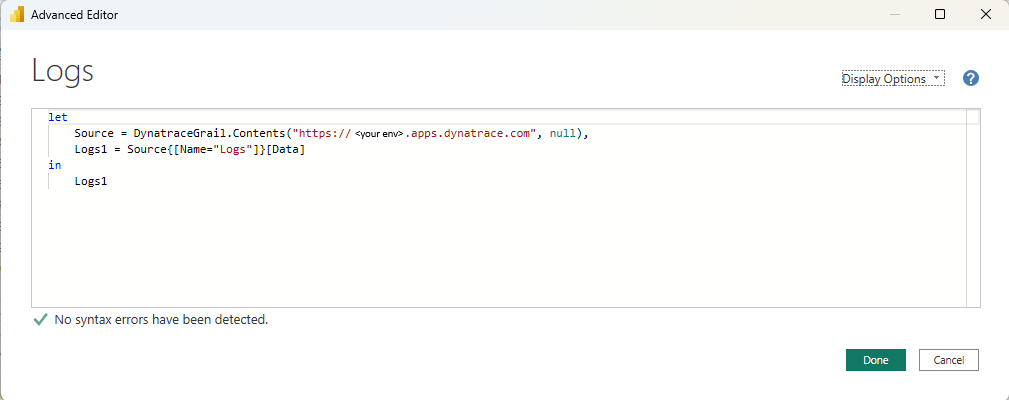 Advanced Editor
Logs
Display Options
?
let
Source = DynatraceGrail.Contents("https:// <your env> .apps.dynatrace.com", null),
Logs1 = Source{[Name="Logs"]}[Data]
in
Logs1
No syntax errors have been detected.
Done Cancel